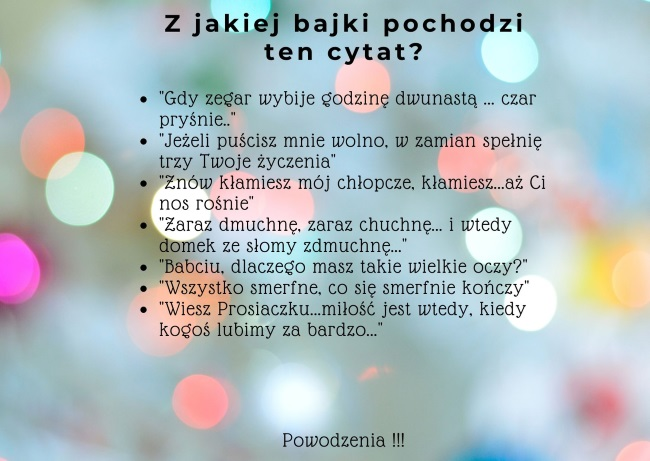 Z jakiej bajki pochodzi
ten cytat?
• "Gdy zegar wybije godzinę dwunastą ... czar
pryśnie.."
• "Jeżeli puścisz mnie wolno, w zamian spełnię
trzy Twoje życzenia"
• "Znów kłamiesz mój chłopcze, kłamiesz...aż Ci
nos rośnie"
• "Zaraz dmuchnę, zaraz chuchnę... i wtedy
domek ze słomy zdmuchnę..."
• "Babciu, dlaczego masz takie wielkie oczy?"
• "Wszystko smerfne, co się smerfnie kończy"
• "Wiesz Prosiaczku...miłość jest wtedy, kiedy
kogoś lubimy za bardzo..."
Powodzenia !!!